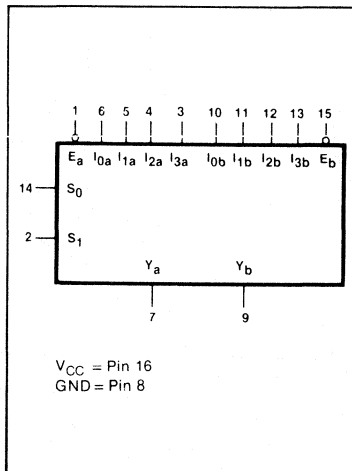 1 6 5 4 3 10 11 12 13 15
Ea I0a I1a I2a I3a I0b I1b I2b I3b Eb
14 S0
2 S1
Ya Yb
7 9
VCC = Pin 16
GND = Pin 8